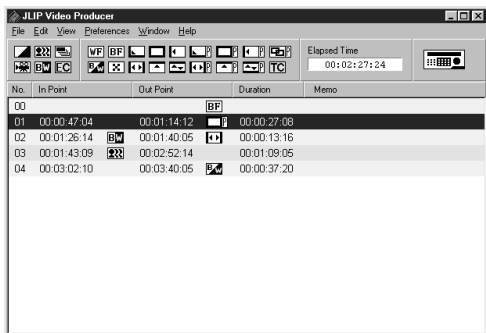 JLIP Video Producer
File Edit View Preferences Window Help
WF BF P P P P
B/W BW EC P P P TC
Elapsed Time
00:02:27:24
No. In Point Out Point Duration Memo
00 BF
01 00:00:47:04 00:01:14:12 P 00:00:27:08
02 00:01:26:14 BW 00:01:40:05 00:00:13:16
03 00:01:43:09 00:02:52:14 00:01:09:05
04 00:03:02:10 00:03:40:05 B/W 00:00:37:20